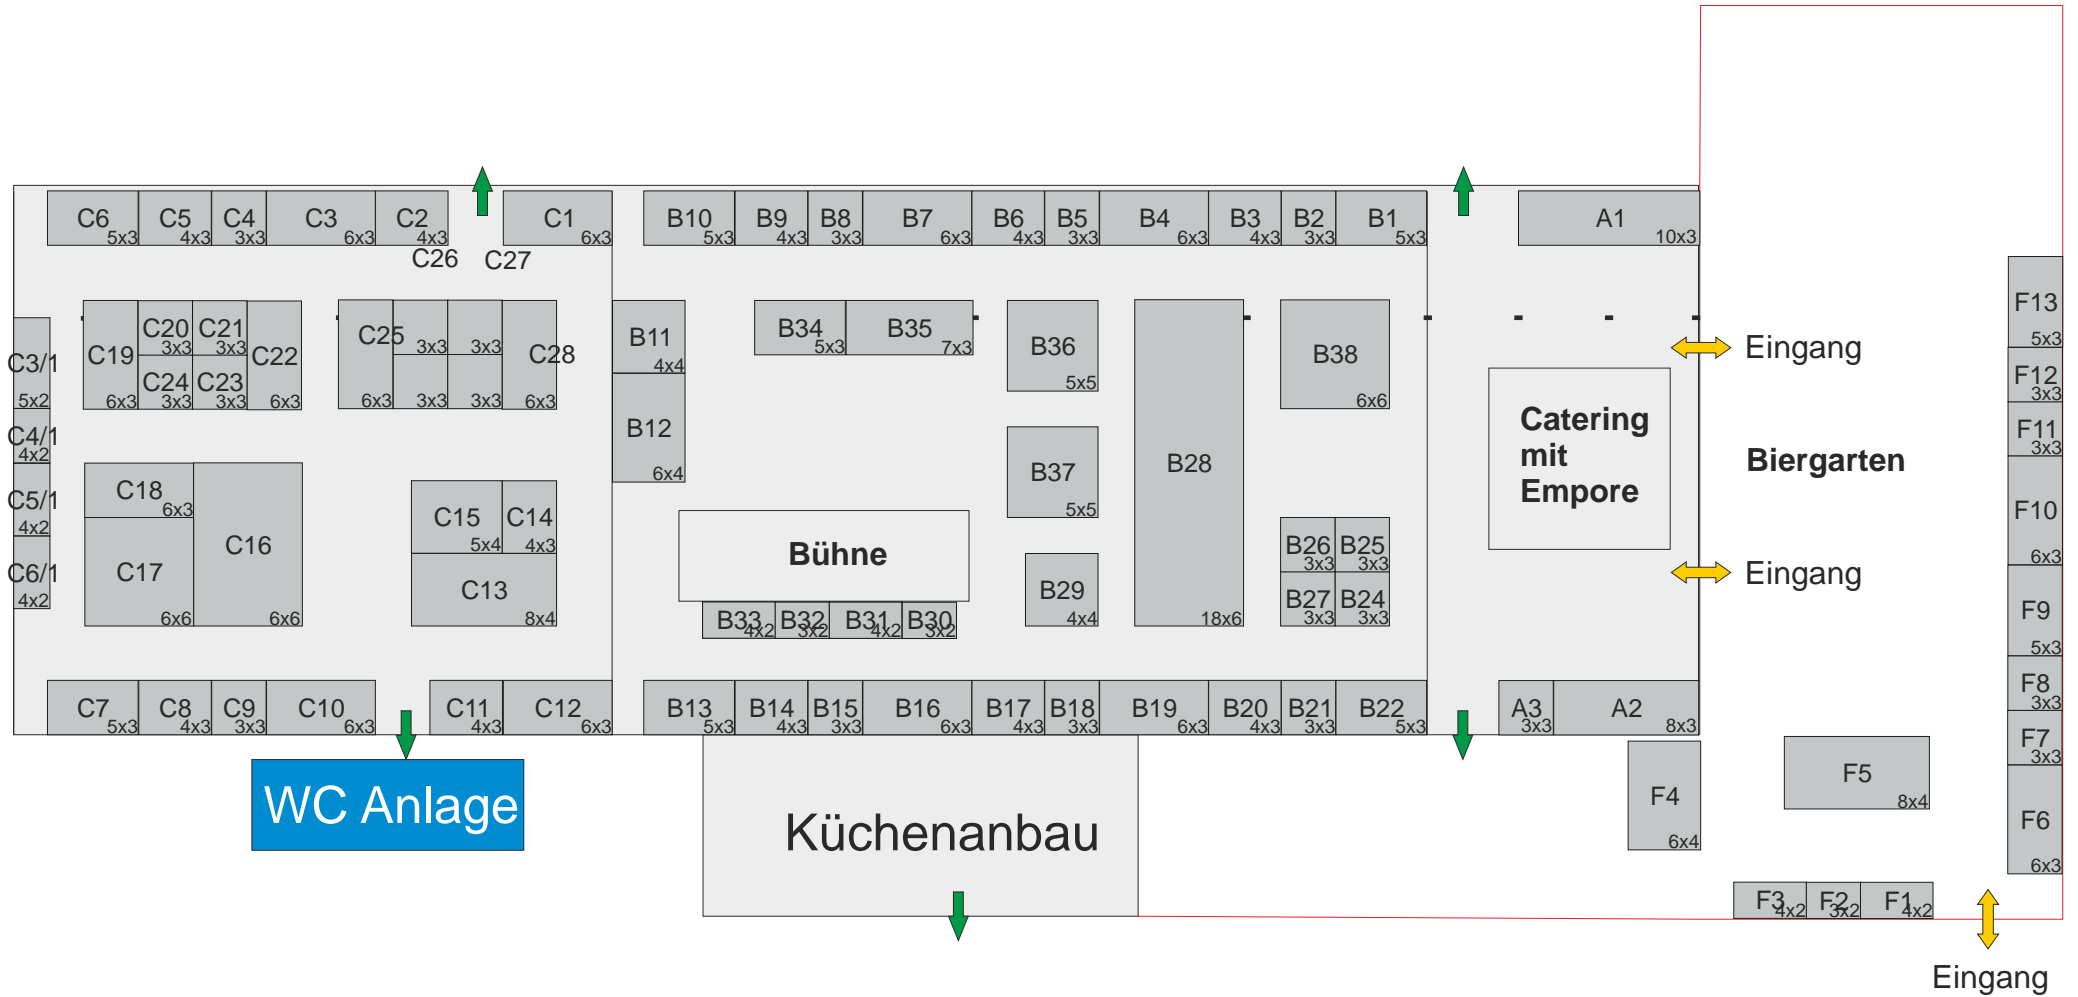 C6 5x3
C5 4x3
C4 3x3
C3 6x3
C2 4x3
C1 6x3
B10 5x3
B9 4x3
B8 3x3
B7 6x3
B6 4x3
B5 3x3
B4 6x3
B3 4x3
B2 3x3
B1 5x3
A1 10x3
C26
C27
C3/1 5x2
C4/1 4x2
C5/1 4x2
C6/1 4x2
C19 6x3
C20 3x3
C21 3x3
C22 6x3
C24 3x3
C23 3x3
C25 6x3
3x3
3x3
3x3
3x3
C28 6x3
B11 4x4
B12 6x4
B34 5x3
B35 7x3
B36 5x5
B37 5x5
B29 4x4
B28 18x6
B38 6x6
B26 3x3
B25 3x3
B27 3x3
B24 3x3
C18 6x3
C17 6x6
C16 6x6
C15 5x4
C14 4x3
C13 8x4
Bühne
B33 4x2
B32 3x2
B31 4x2
B30 3x2
Catering
mit
Empore
Eingang
Biergarten
Eingang
F13 5x3
F12 3x3
F11 3x3
F10 6x3
F9 5x3
F8 3x3
F7 3x3
F6 6x3
C7 5x3
C8 4x3
C9 3x3
C10 6x3
C11 4x3
C12 6x3
B13 5x3
B14 4x3
B15 3x3
B16 6x3
B17 4x3
B18 3x3
B19 6x3
B20 4x3
B21 3x3
B22 5x3
A3 3x3
A2 8x3
WC Anlage
Küchenanbau
F4 6x4
F5 8x4
F3 4x2
F2 3x2
F1 4x2
Eingang